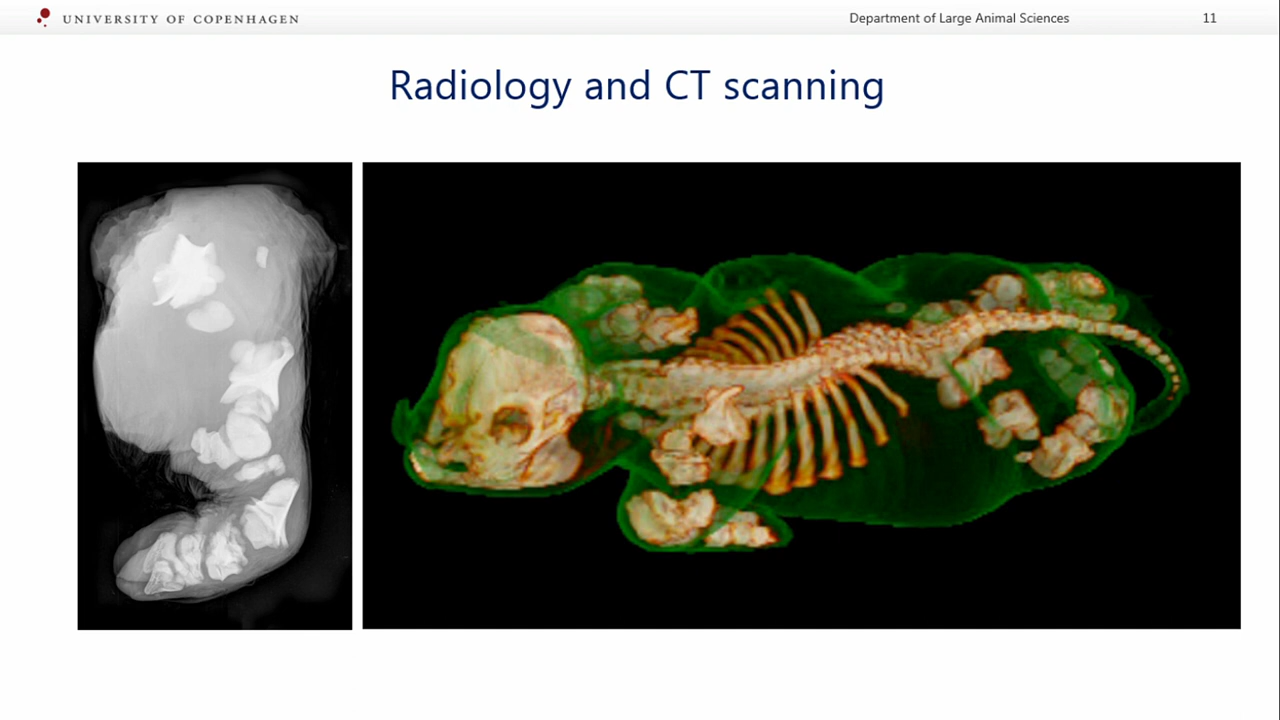 UNIVERSITY OF COPENHAGEN
Department of Large Animal Sciences
11
Radiology and CT scanning